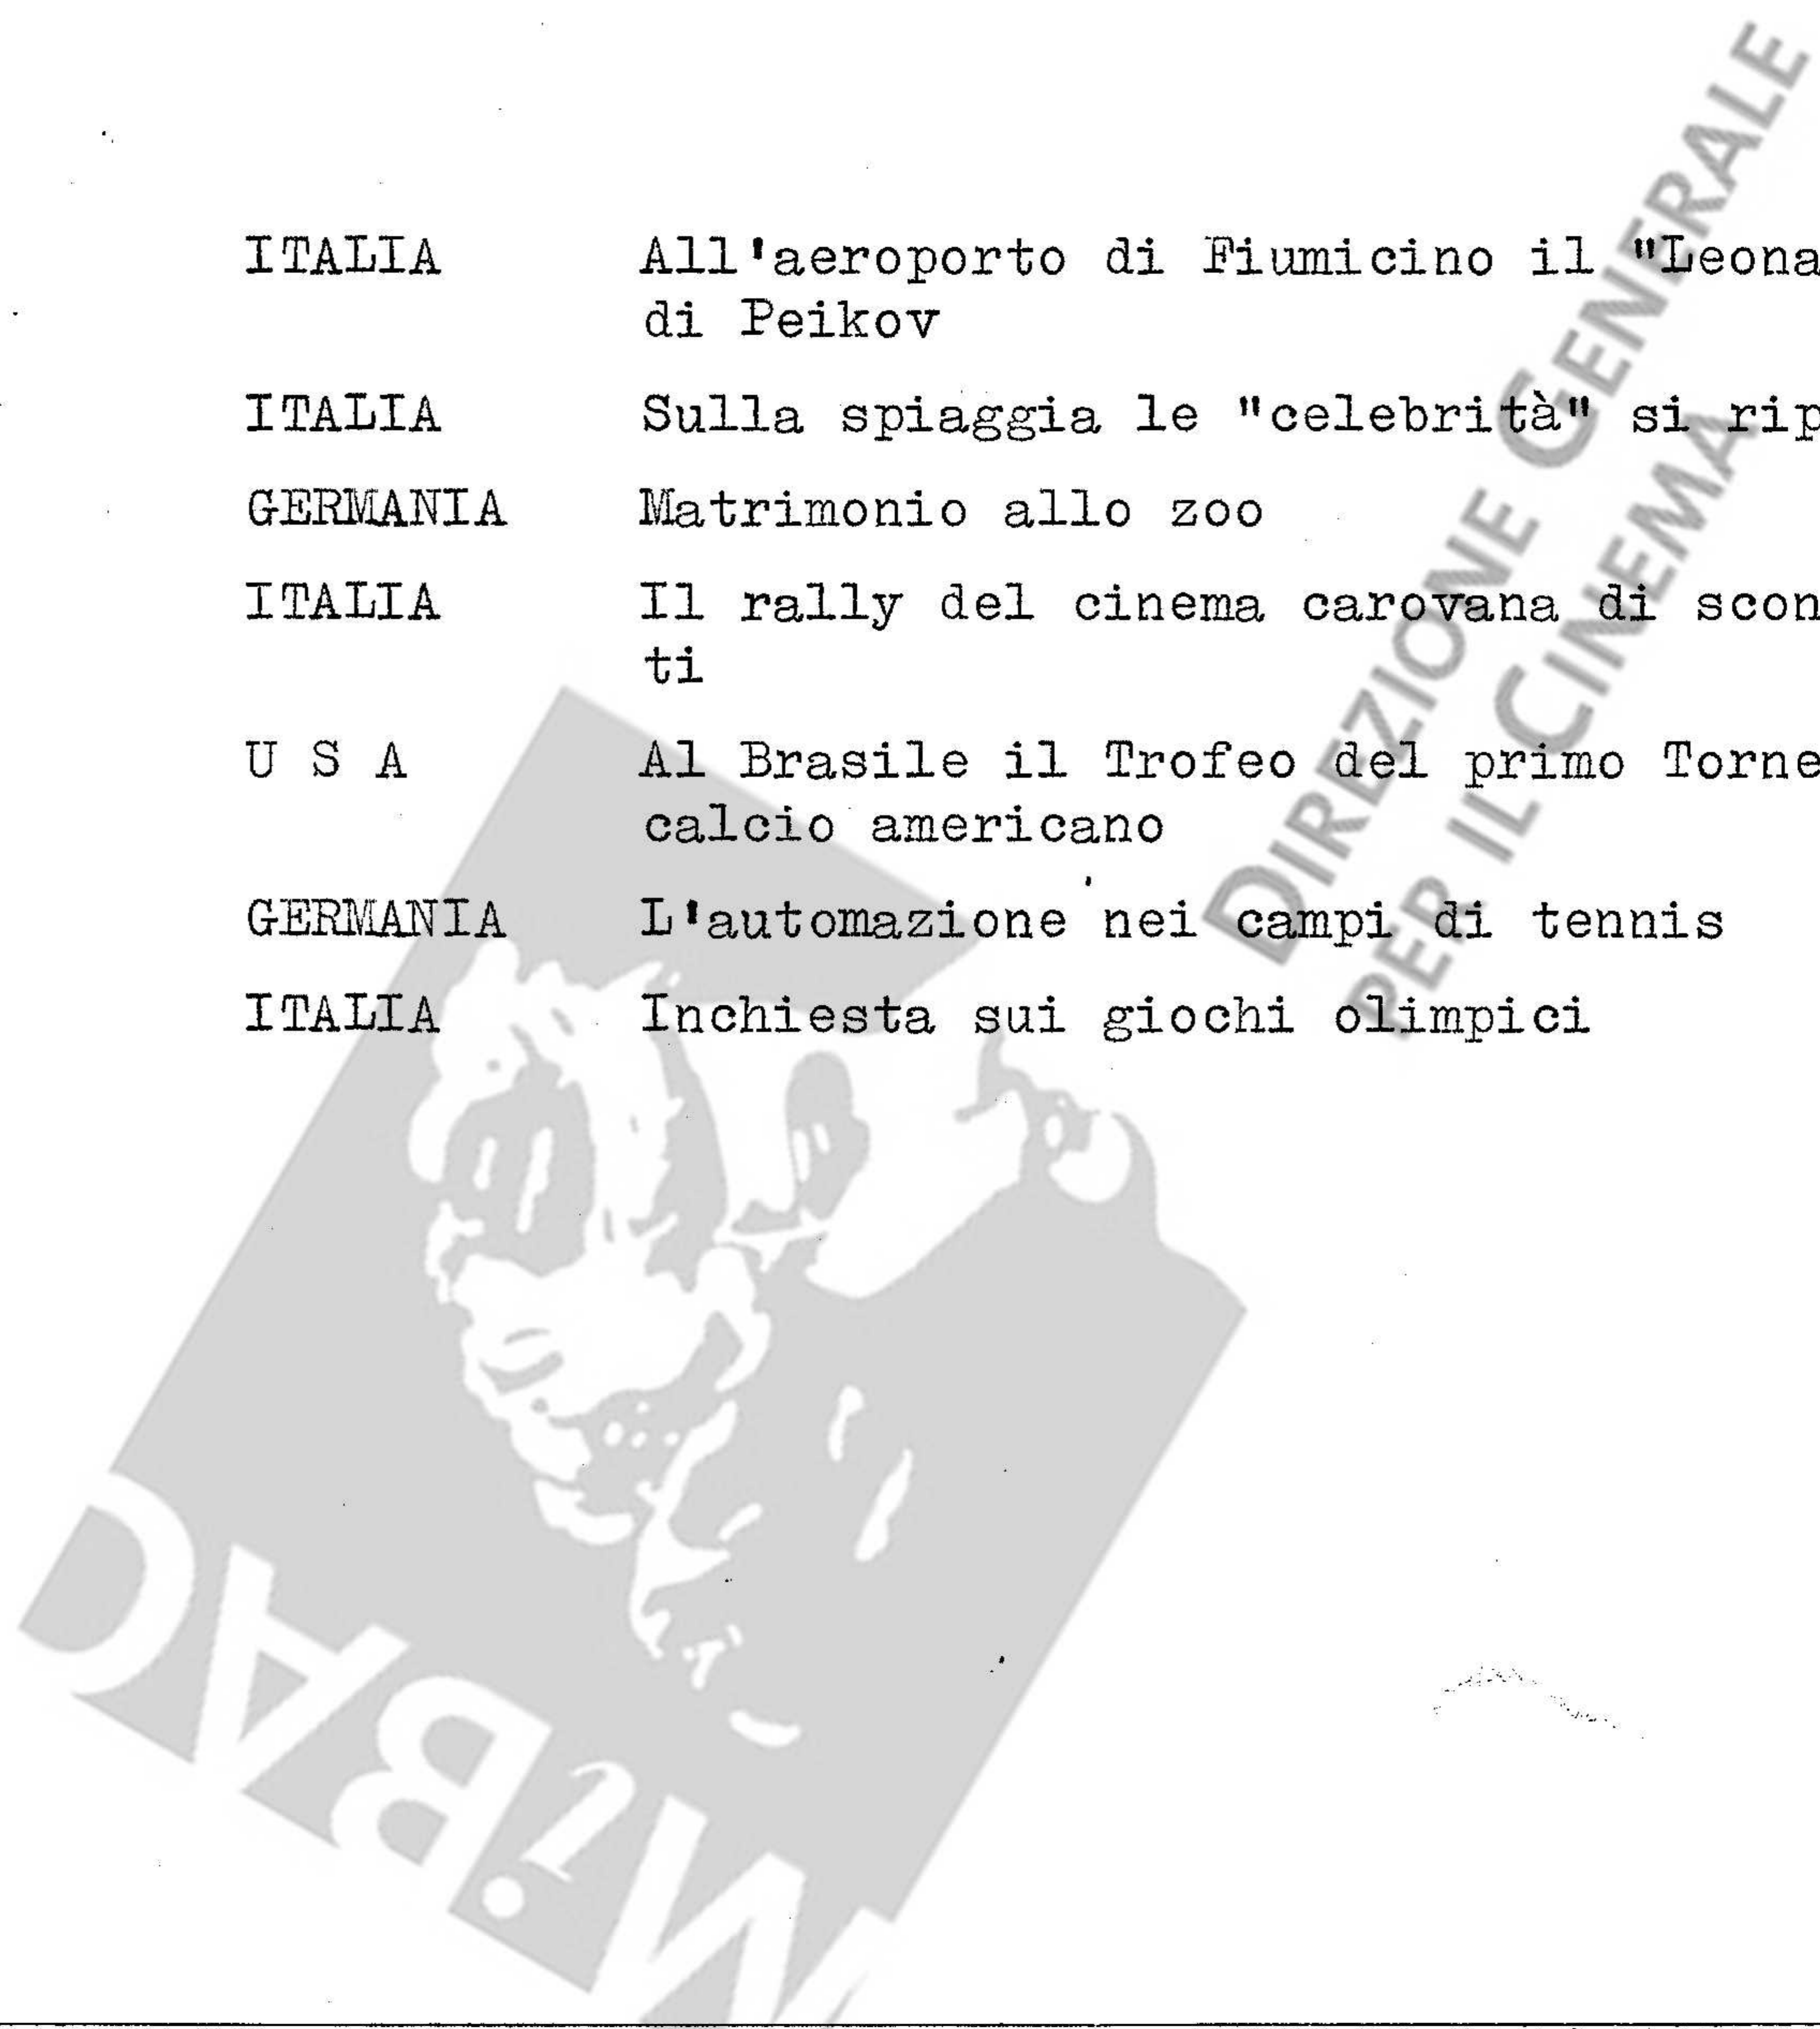 ITALIA All'aeroporto di Fiumicino il "Leona
di Peikov
ITALIA Sulla spiaggia le "celebrità" si rip
GERMANIA Matrimonio allo zoo
ITALIA Il rally del cinema carovana di scon
ti
U S A Al Brasile il Trofeo del primo Torne
calcio americano
GERMANIA L'automazione nei campi di tennis
ITALIA Inchiesta sui giochi olimpici
DIREZIONE GENERALE
PER IL CINEMA
MiBAC